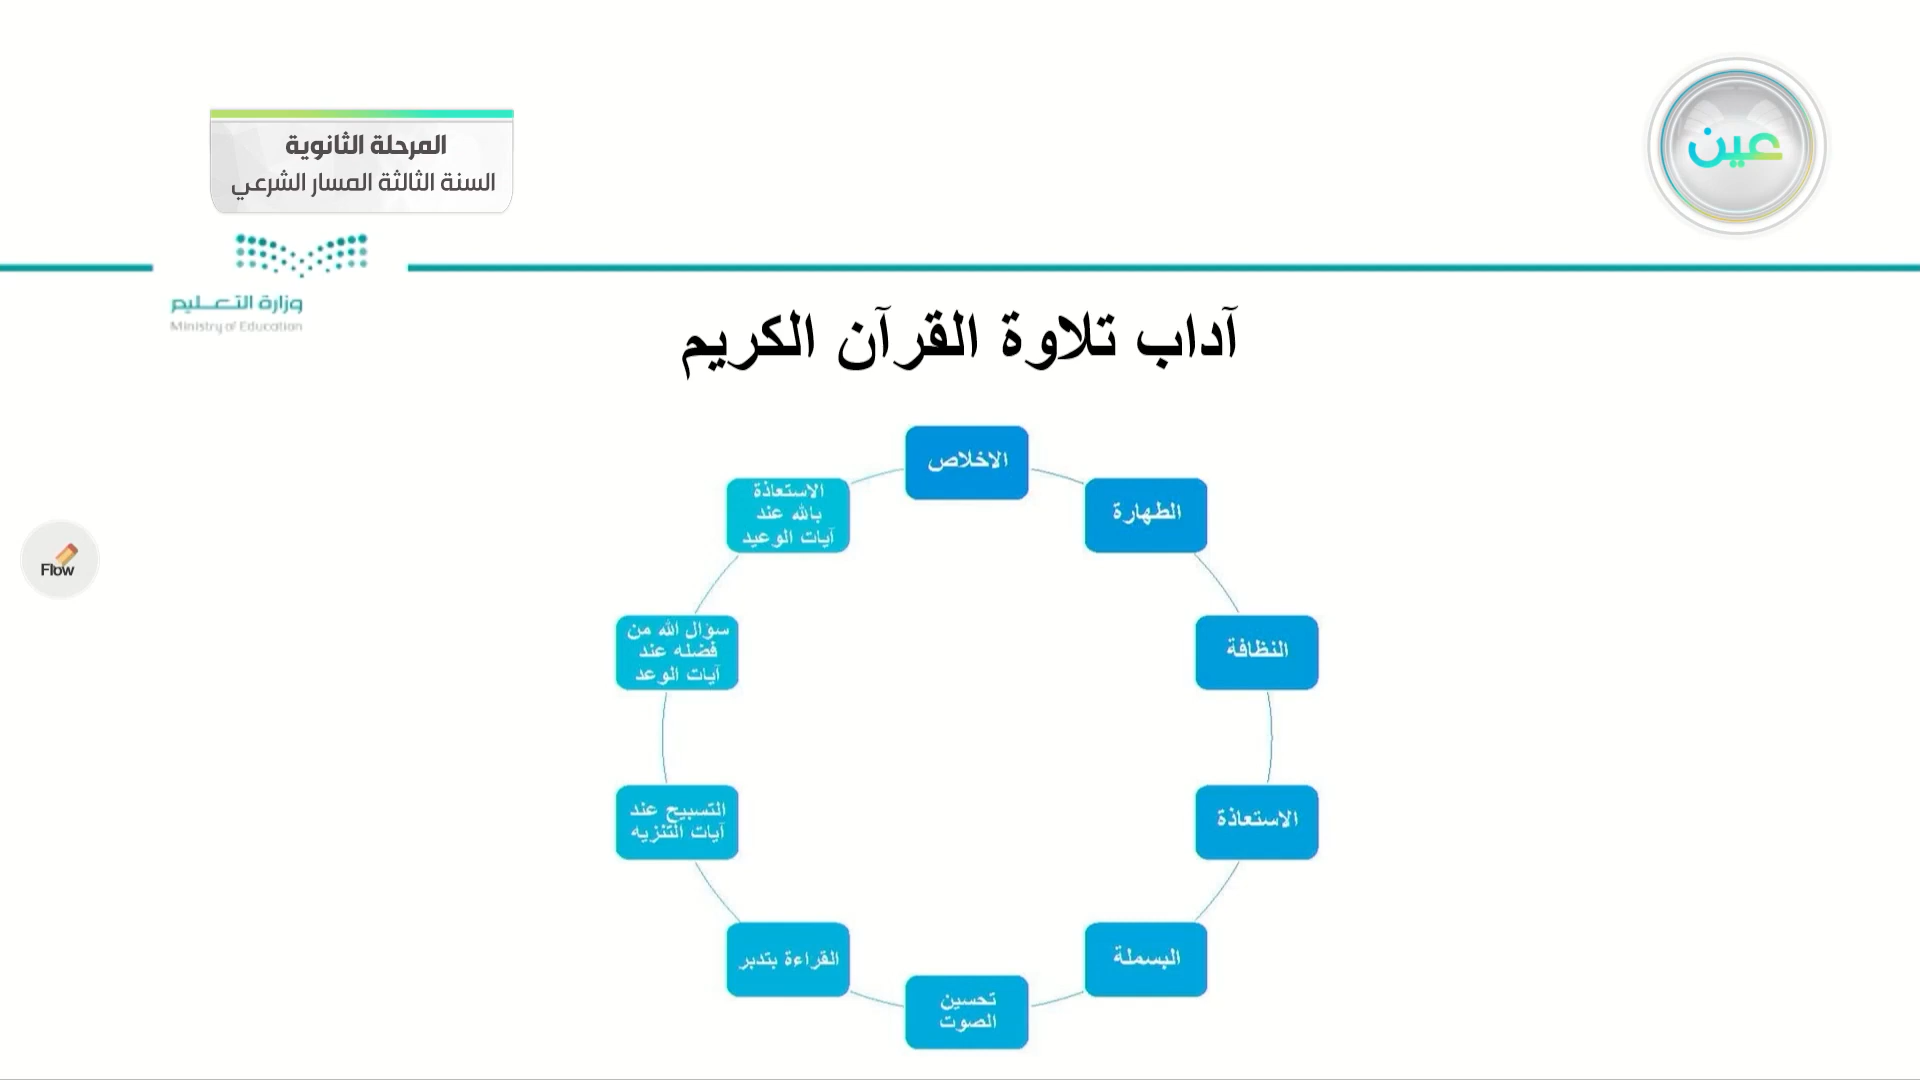 عين
المرحلة الثانوية
السنة الثالثة المسار الشرعي
وزارة التعـــليم
Ministry of Education
آداب تلاوة القرآن الكريم
الاخلاص
الطهارة
النظافة
الاستعاذة
البسملة
تحسين
الصوت
القراءة بتدبر
التسبيح عند
آيات التنزيه
سؤال الله من
فضله عند
آيات الوعد
الاستعاذة
بالله عند
آيات الوعيد
Flow